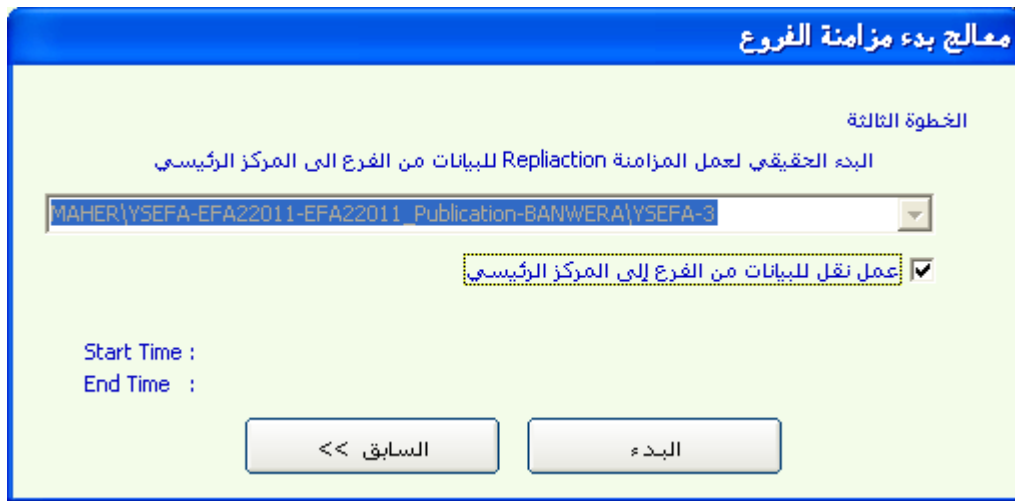 معالج بدء مزامنة الفروع
الخطوة الثالثة
البدء الحقيقي لعمل المزامنة Repliaction للبيانات من الفرع الى المركز الرئيسي
MAHER\YSEFA-EFA22011-EFA22011_Publication-BANWERA\YSEFA-3
عمل نقل للبيانات من الفرع إلى المركز الرئيسي
Start Time :
End Time :
البدء
السابق >>